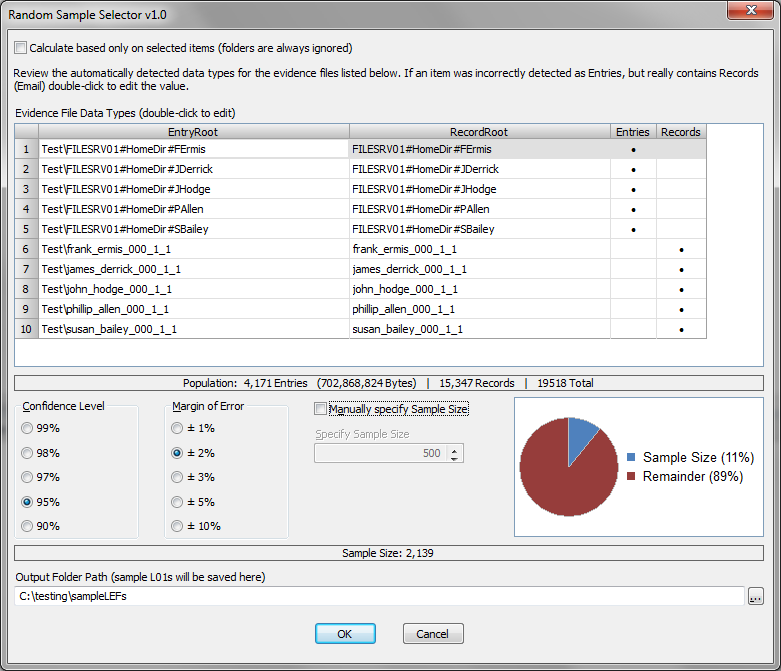 Random Sample Selector v1.0
Calculate based only on selected items (folders are always ignored)
Review the automatically detected data types for the evidence files listed below. If an item was incorrectly detected as Entries, but really contains Records
(Email) double-click to edit the value.
Evidence File Data Types (double-click to edit)
EntryRoot RecordRoot Entries Records
1 Test\FILESRV01#HomeDir#FErmis FILESRV01#HomeDir#FErmis •
2 Test\FILESRV01#HomeDir#JDerrick FILESRV01#HomeDir#JDerrick •
3 Test\FILESRV01#HomeDir#JHodge FILESRV01#HomeDir#JHodge •
4 Test\FILESRV01#HomeDir#PAllen FILESRV01#HomeDir#PAllen •
5 Test\FILESRV01#HomeDir#SBailey FILESRV01#HomeDir#SBailey •
6 Test\frank_ermis_000_1_1 frank_ermis_000_1_1 •
7 Test\james_derrick_000_1_1 james_derrick_000_1_1 •
8 Test\john_hodge_000_1_1 john_hodge_000_1_1 •
9 Test\phillip_allen_000_1_1 phillip_allen_000_1_1 •
10 Test\susan_bailey_000_1_1 susan_bailey_000_1_1 •
Population: 4,171 Entries (702,868,824 Bytes) | 15,347 Records | 19518 Total
Confidence Level
99%
98%
97%
95%
90%
Margin of Error
± 1%
± 2%
± 3%
± 5%
± 10%
Manually specify Sample Size
Specify Sample Size
500
Sample Size (11%)
Remainder (89%)
Sample Size: 2,139
Output Folder Path (sample L01s will be saved here)
C:\testing\sampleLEFs ...
OK Cancel